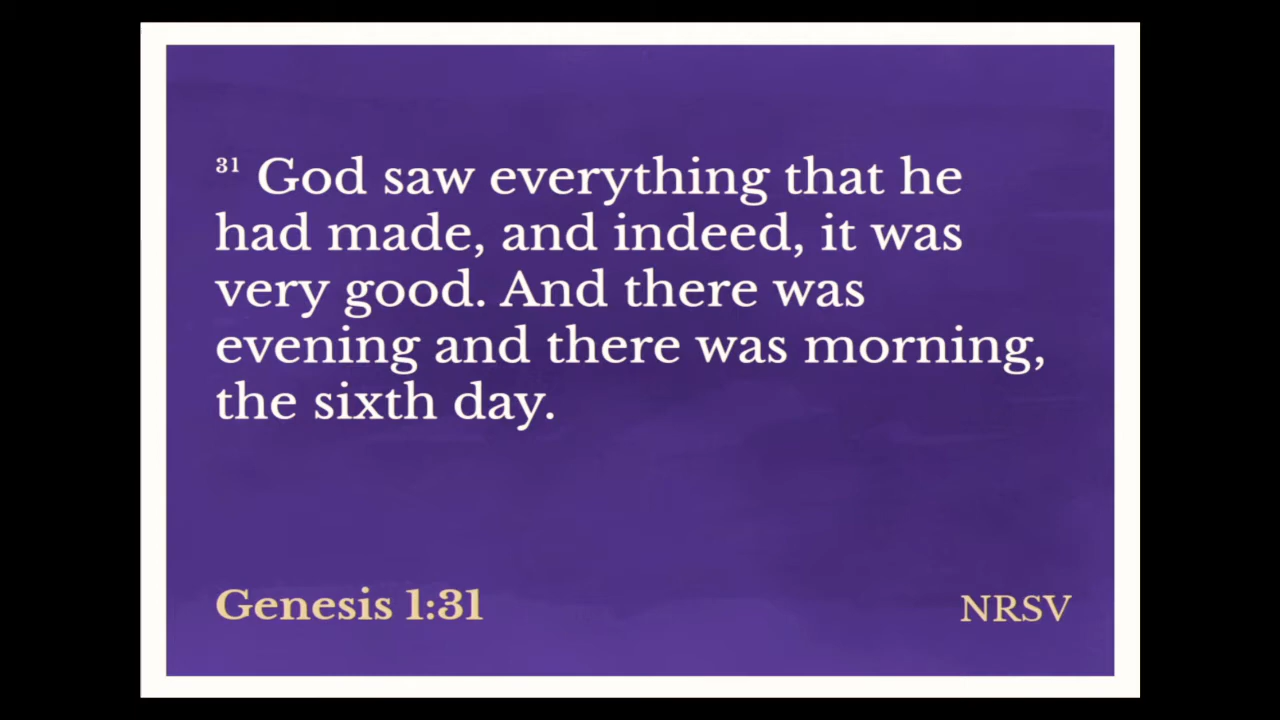 31 God saw everything that he
had made, and indeed, it was
very good. And there was
evening and there was morning,
the sixth day.
Genesis 1:31
NRSV